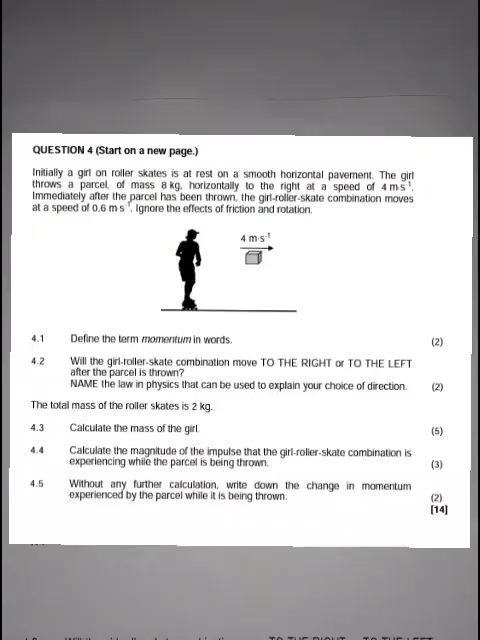 QUESTION 4 (Start on a new page.)
Initially a girl on roller skates is at rest on a smooth horizontal pavement. The girl
throws a parcel, of mass 8 kg, horizontally to the right at a speed of 4 m·s⁻¹.
Immediately after the parcel has been thrown, the girl-roller-skate combination moves
at a speed of 0,6 m·s⁻¹. Ignore the effects of friction and rotation.
4 m·s⁻¹
4.1 Define the term momentum in words. (2)
4.2 Will the girl-roller-skate combination move TO THE RIGHT or TO THE LEFT
after the parcel is thrown?
NAME the law in physics that can be used to explain your choice of direction. (2)
The total mass of the roller skates is 2 kg.
4.3 Calculate the mass of the girl. (5)
4.4 Calculate the magnitude of the impulse that the girl-roller-skate combination is
experiencing while the parcel is being thrown. (3)
4.5 Without any further calculation, write down the change in momentum
experienced by the parcel while it is being thrown. (2)
[14]
TO THE RIGHT or TO THE LEFT